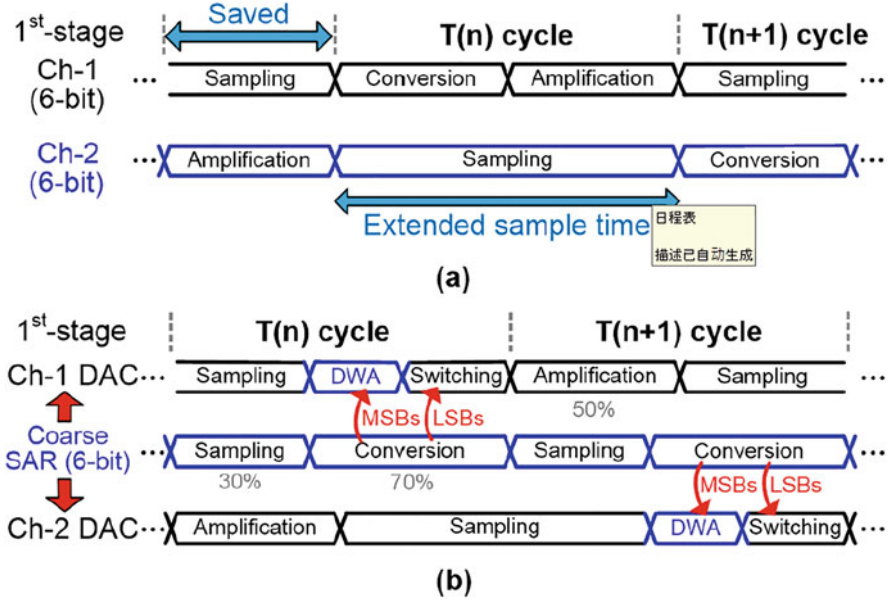 Saved
1st-stage T(n) cycle T(n+1) cycle
Ch-1 ··· Sampling Conversion Amplification Sampling ···
(6-bit)
Ch-2 ··· Amplification Sampling Conversion ···
(6-bit)
Extended sample time
日程表
描述已自动生成
(a)
1st-stage T(n) cycle T(n+1) cycle
Ch-1 DAC ··· Sampling DWA Switching Amplification Sampling ···
MSBs LSBs 50%
Coarse
SAR (6-bit) ··· Sampling Conversion Sampling Conversion ···
30% 70% MSBs LSBs
Ch-2 DAC ··· Amplification Sampling DWA Switching ···
(b)